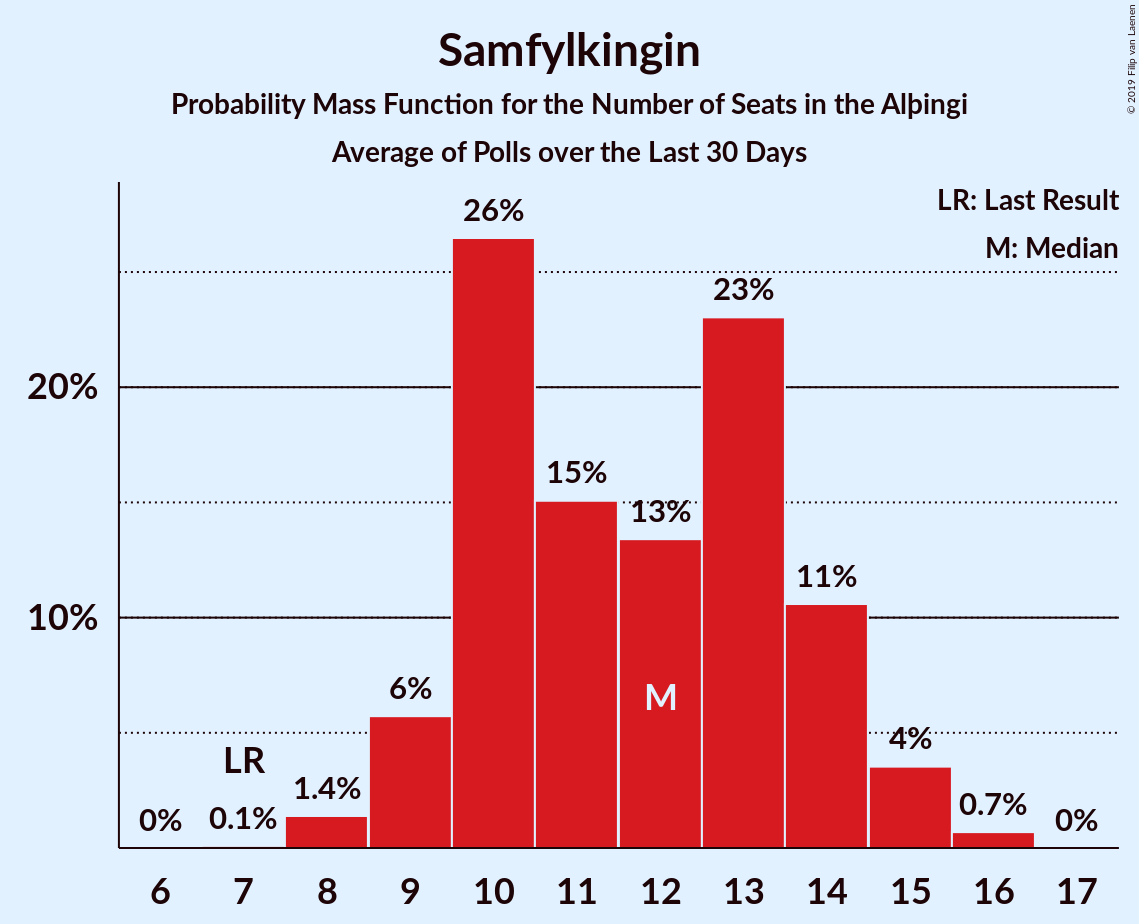 Samfylkingin
Probability Mass Function for the Number of Seats in the Alþingi
Average of Polls over the Last 30 Days
© 2019 Filip van Laenen
LR: Last Result
M: Median
26%
23%
20%
15%
13%
11%
10%
6%
M
4%
LR
1.4%
0.7%
0%
0.1%
0%
6 7 8 9 10 11 12 13 14 15 16 17